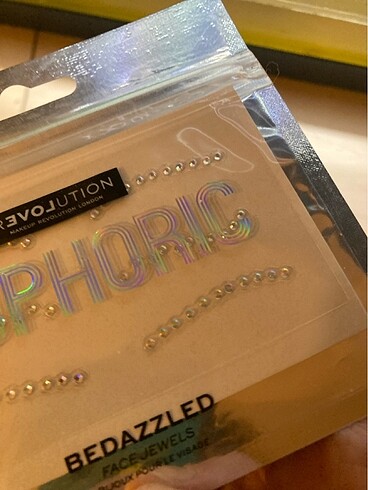 REVOLUTION
MAKEUP REVOLUTION LONDON
PHORIC
BEDAZZLED
FACE JEWELS
BIJOUX POUR LE VISAGE